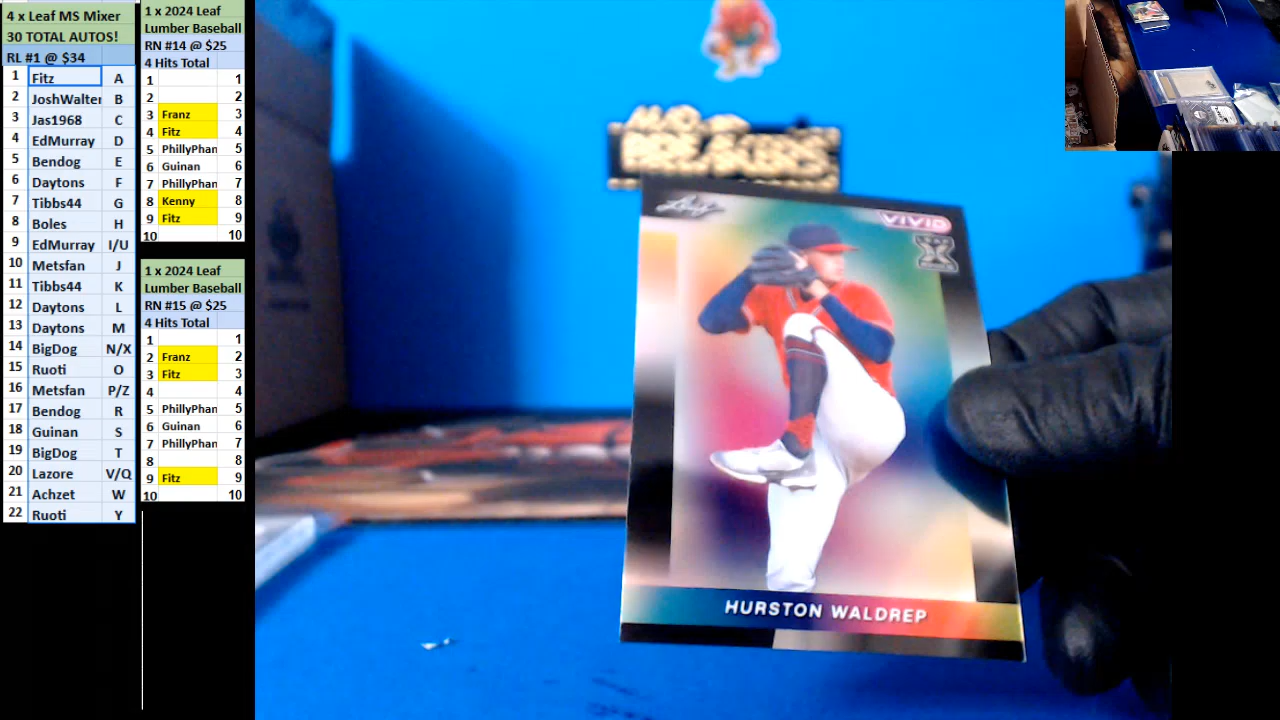 4 x Leaf MS Mixer
30 TOTAL AUTOS!
RL #1 @ $34
1 Fitz A
2 JoshWalter B
3 Jas1968 C
4 EdMurray D
5 Bendog E
6 Daytons F
7 Tibbs44 G
8 Boles H
9 EdMurray I/U
10 Metsfan J
11 Tibbs44 K
12 Daytons L
13 Daytons M
14 BigDog N/X
15 Ruoti O
16 Metsfan P/Z
17 Bendog R
18 Guinan S
19 BigDog T
20 Lazore V/Q
21 Achzet W
22 Ruoti Y
1 x 2024 Leaf
Lumber Baseball
RN #14 @ $25
4 Hits Total
1 1
2 2
3 Franz 3
4 Fitz 4
5 PhillyPhan 5
6 Guinan 6
7 PhillyPhan 7
8 Kenny 8
9 Fitz 9
10 10
1 x 2024 Leaf
Lumber Baseball
RN #15 @ $25
4 Hits Total
1 1
2 Franz 2
3 Fitz 3
4 4
5 PhillyPhan 5
6 Guinan 6
7 PhillyPhan 7
8 8
9 Fitz 9
10 10
Leaf
VIVID
X
HURSTON WALDREP